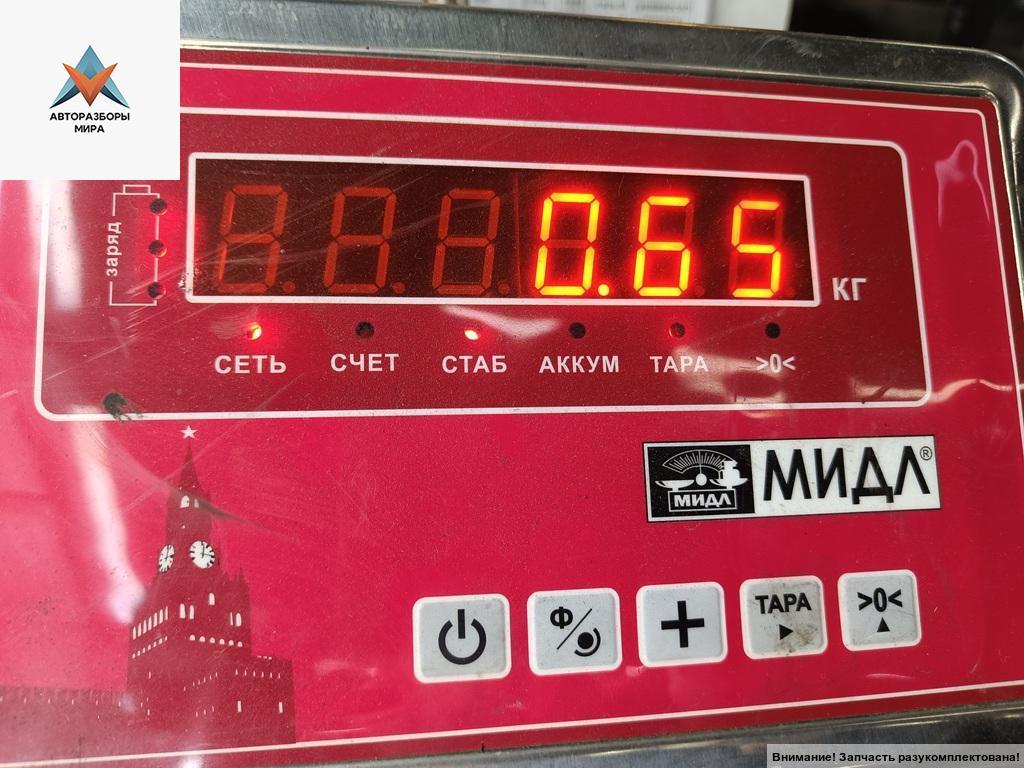 АВТОРАЗБОРЫ
МИРА
заряд
0.65
КГ
СЕТЬ СЧЕТ СТАБ АККУМ ТАРА >0<
МИДЛ МИДЛ®
Ф/
+
ТАРА
>0<
Внимание! Запчасть разукомплектована!